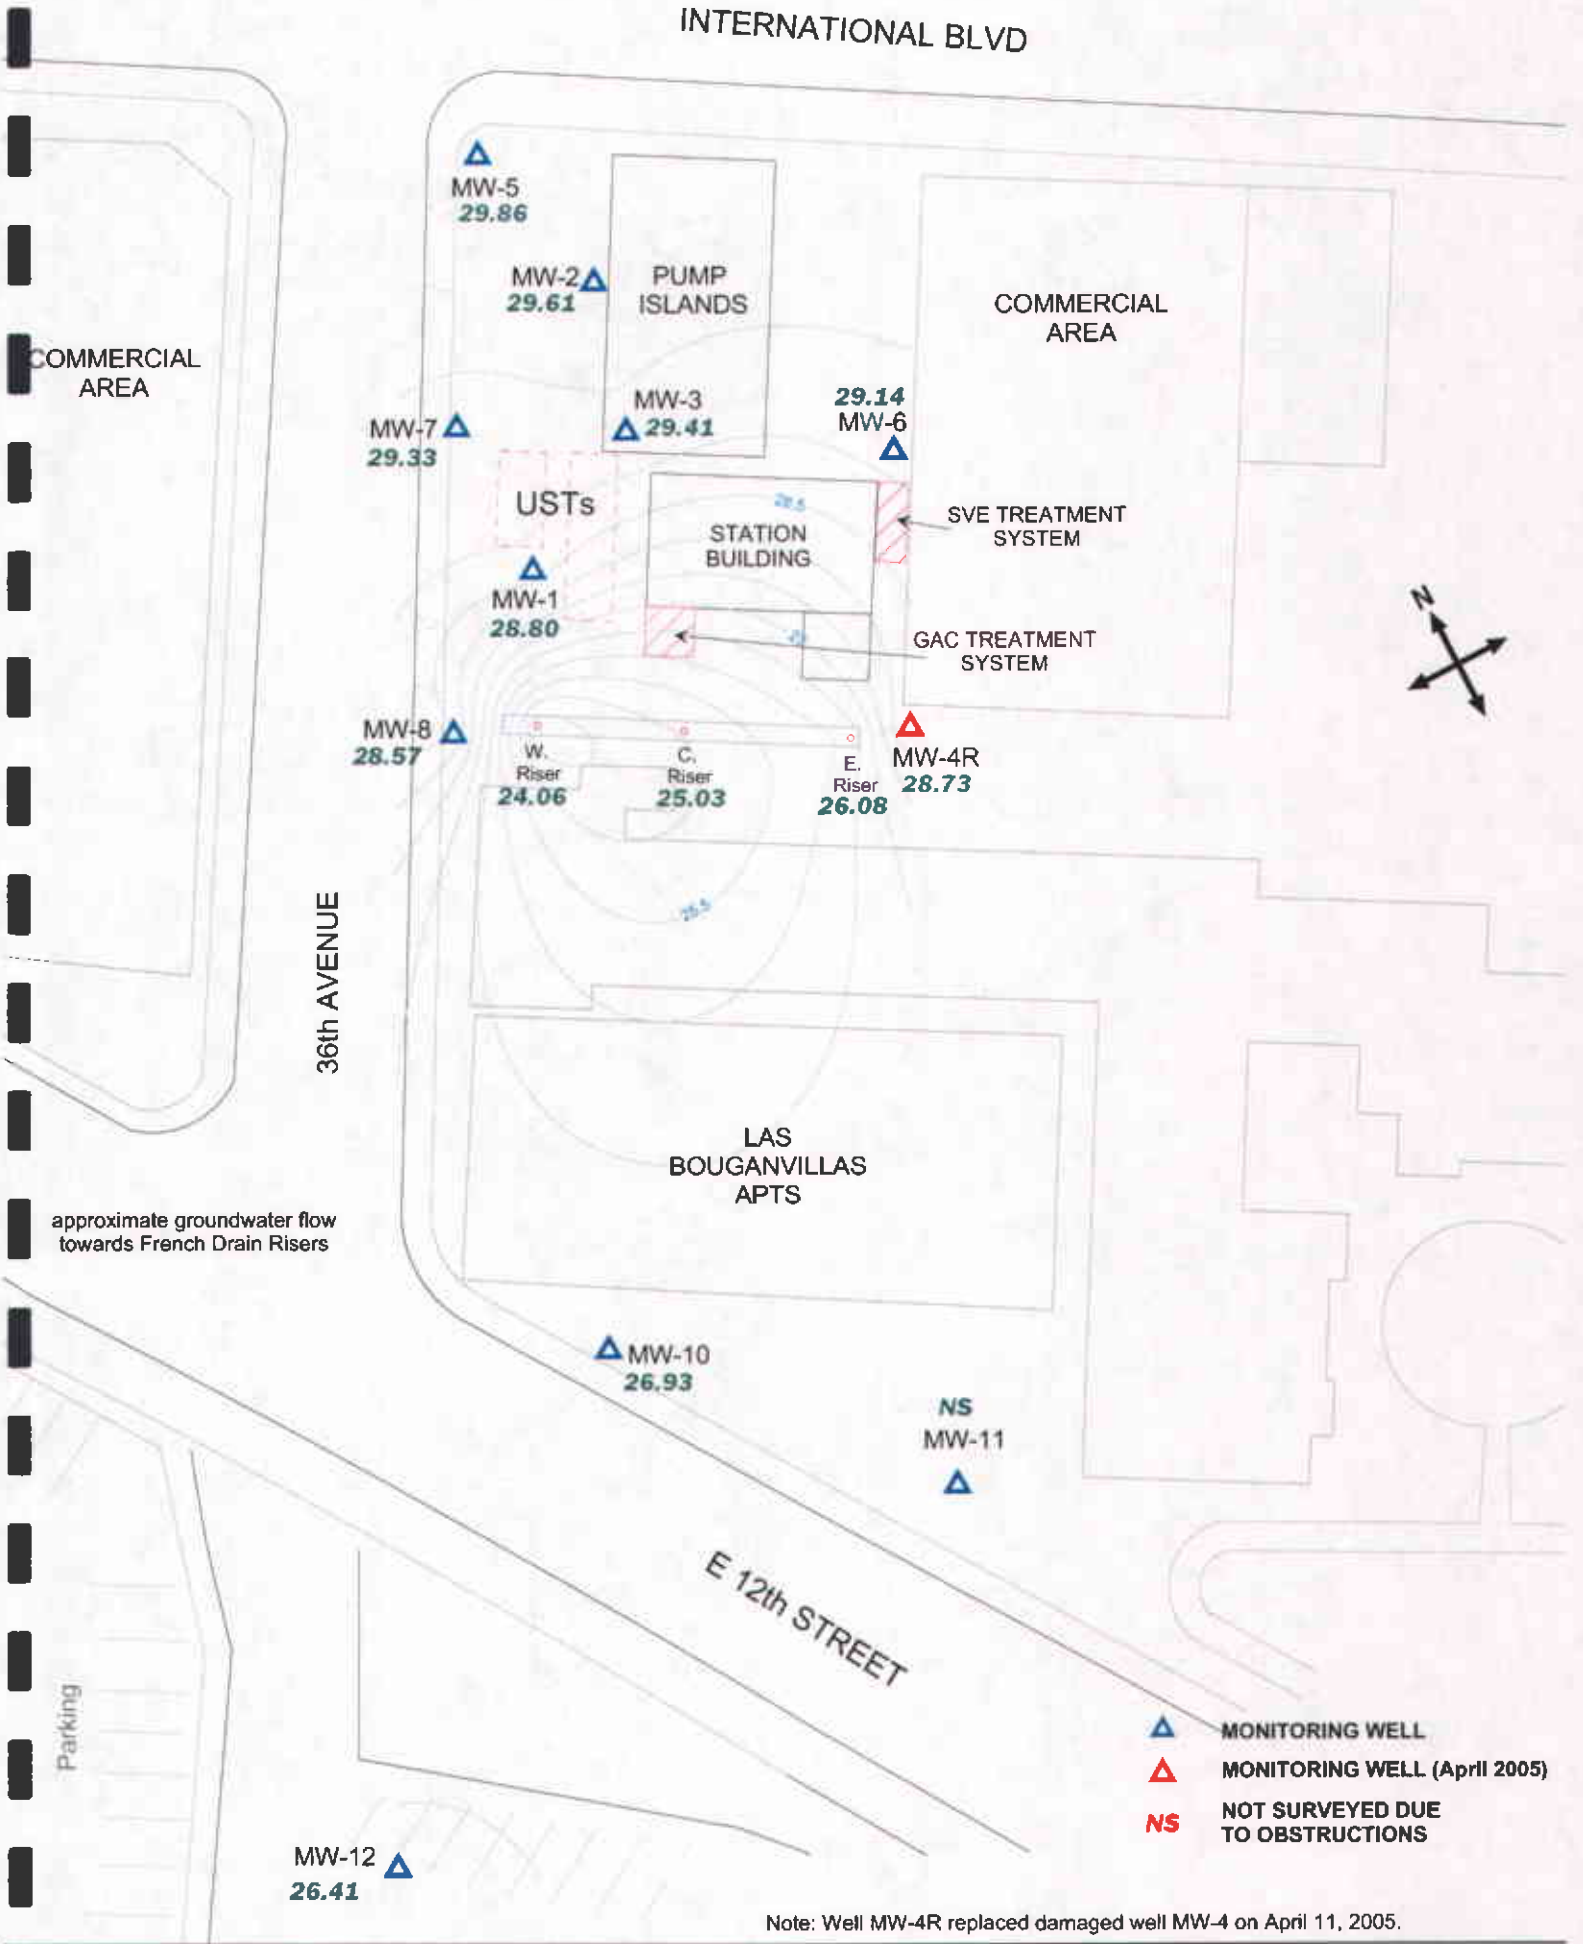 INTERNATIONAL BLVD
MW-5
29.86
MW-2
29.61
PUMP
ISLANDS
COMMERCIAL
AREA
COMMERCIAL
AREA
MW-7
29.33
MW-3
29.41
29.14
MW-6
USTs
28.5
STATION
BUILDING
SVE TREATMENT
SYSTEM
MW-1
28.80
GAC TREATMENT
SYSTEM
N
MW-8
28.57
W.
Riser
24.06
C.
Riser
25.03
E.
Riser
26.08
MW-4R
28.73
25.5
36th AVENUE
LAS
BOUGANVILLAS
APTS
approximate groundwater flow
towards French Drain Risers
MW-10
26.93
NS
MW-11
E 12th STREET
Parking
MONITORING WELL
MONITORING WELL (April 2005)
NS
NOT SURVEYED DUE
TO OBSTRUCTIONS
MW-12
26.41
Note: Well MW-4R replaced damaged well MW-4 on April 11, 2005.